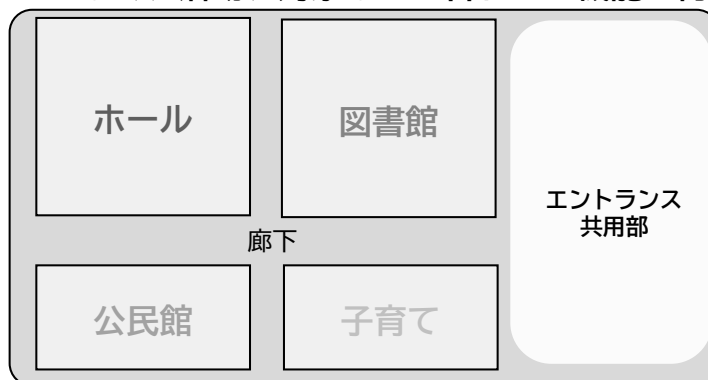 ホール
図書館
エントランス
共用部
廊下
公民館
子育て